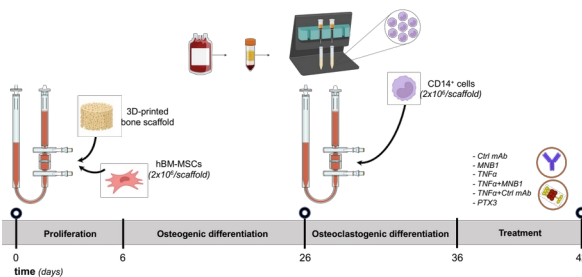 CD14⁺ cells
(2x10⁶/scaffold)
3D-printed
bone scaffold
hBM-MSCs
(2x10⁶/scaffold)
- Ctrl mAb
- MNB1
- TNFα
- TNFα+MNB1
- TNFα+Ctrl mAb
- PTX3
Proliferation
Osteogenic differentiation
Osteoclastogenic differentiation
Treatment
0
6
26
36
4
time (days)